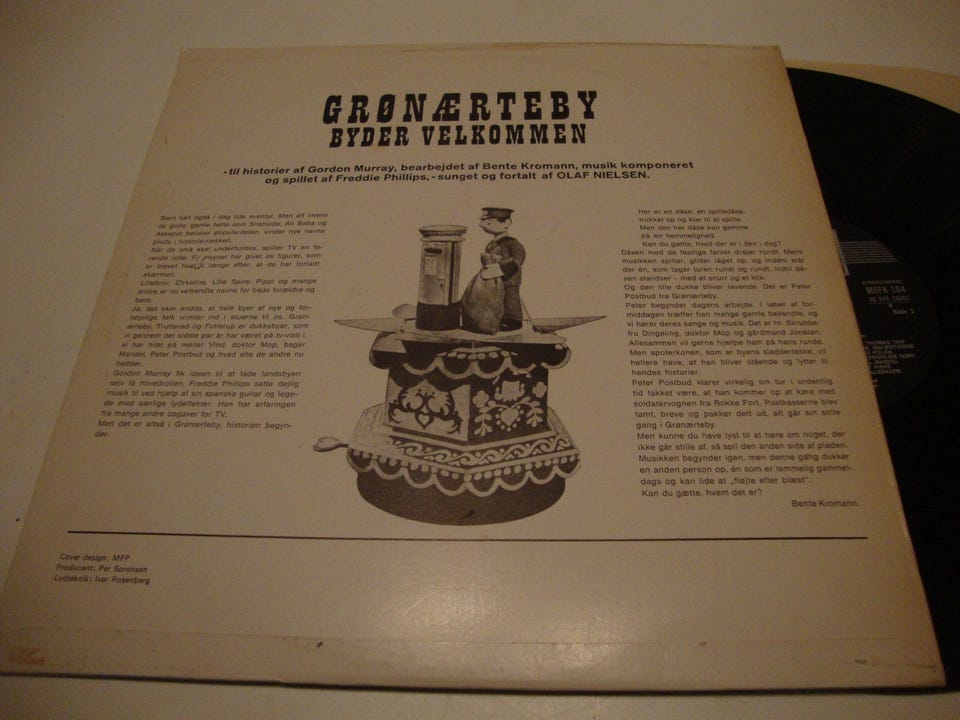 GRØNÆRTEBY
BYDER VELKOMMEN
- til historier af Gordon Murray, bearbejdet af Bente Kromann, musik komponeret
og spillet af Freddie Phillips, - sunget og fortalt af OLAF NIELSEN.
Børn kan også i dag lide eventyr. Men alt imens
de gode, gamle helte som Snehvide, Ali Baba og
Askepot bevarer populariteten, vinder nye navne
plads i historie-rækken.
Når de små skal underholdes, spiller TV en fø-
rende rolle. Fjernsynet har givet os figurer, som
er blevet husket længe efter, at de har forladt
skærmen.
Lillebror, Cirkeline, Lille Spire, Pippi og mange
andre er nu velkendte navne for både forældre og
børn.
Ja, det sker endda, at hele byer af nye og for-
nøjelige folk vrimler ind i stuerne til os. Grøn-
ærteby, Trutterød og Futterup er dukkebyer, som
vi gennem det sidste par år har været på tv-visit i,
vi har hilst på møller Vind, doktor Mop, bager
Mandel, Peter Postbud og hvad alle de andre nu
hedder.
Gordon Murray fik ideen til at lade landsbyen
selv få hovedrollen. Freddie Phillips satte dejlig
musik til ved hjælp af sin spanske guitar og lege-
de med særlige lydeffekter. Han har erfaringen
fra mange andre opgaver for TV.
Men det er altså i Grønærteby, historien begyn-
der.
Her er en dåse, en spilledåse,
trukket op og klar til at spille.
Men den her dåse kan gemme
på en hemmelighed.
Kan du gætte, hvad der er i den i dag?
Dåsen med de festlige farver drejer rundt. Mens
musikken spiller, glider låget op, og indeni står
der én, som tager turen rundt og rundt, indtil då-
sen standser - med et snurr og et klik.
Og den lille dukke bliver levende. Det er Peter
Postbud fra Grønærteby.
Peter begynder dagens arbejde. I løbet af for-
middagen træffer han mange gamle bekendte, og
vi hører deres sange og musik. Det er hr. Skrubbe,
fru Dingeling, doktor Mop og gårdmand Jonatan.
Allesammen vil gerne hjælpe ham på hans runde.
Men apotekonen, som er byens sladdertaske, vil
hellere have, at han bliver stående og lytter til
hendes historier.
Peter Postbud klarer virkelig sin tur i ordentlig
tid takket være, at han kommer op at køre med
soldatervognen fra Rokke Fort. Postkasserne blev
tømt, breve og pakker delt ud, alt går sin stille
gang i Grønærteby.
Men kunne du have lyst til at høre om noget, der
ikke går stille af, så spil den anden side af pladen.
Musikken begynder igen, men denne gang dukker
en anden person op, én som er temmelig gammel-
dags og kan lide at „fløjte efter blæst".
Kan du gætte, hvem det er?
Bente Kromann.
Cover design: MFP
Producent: Per Sørensen
Lydteknik: Ivar Rosenberg
STEREO/MONO
MOFK 104
Side 2